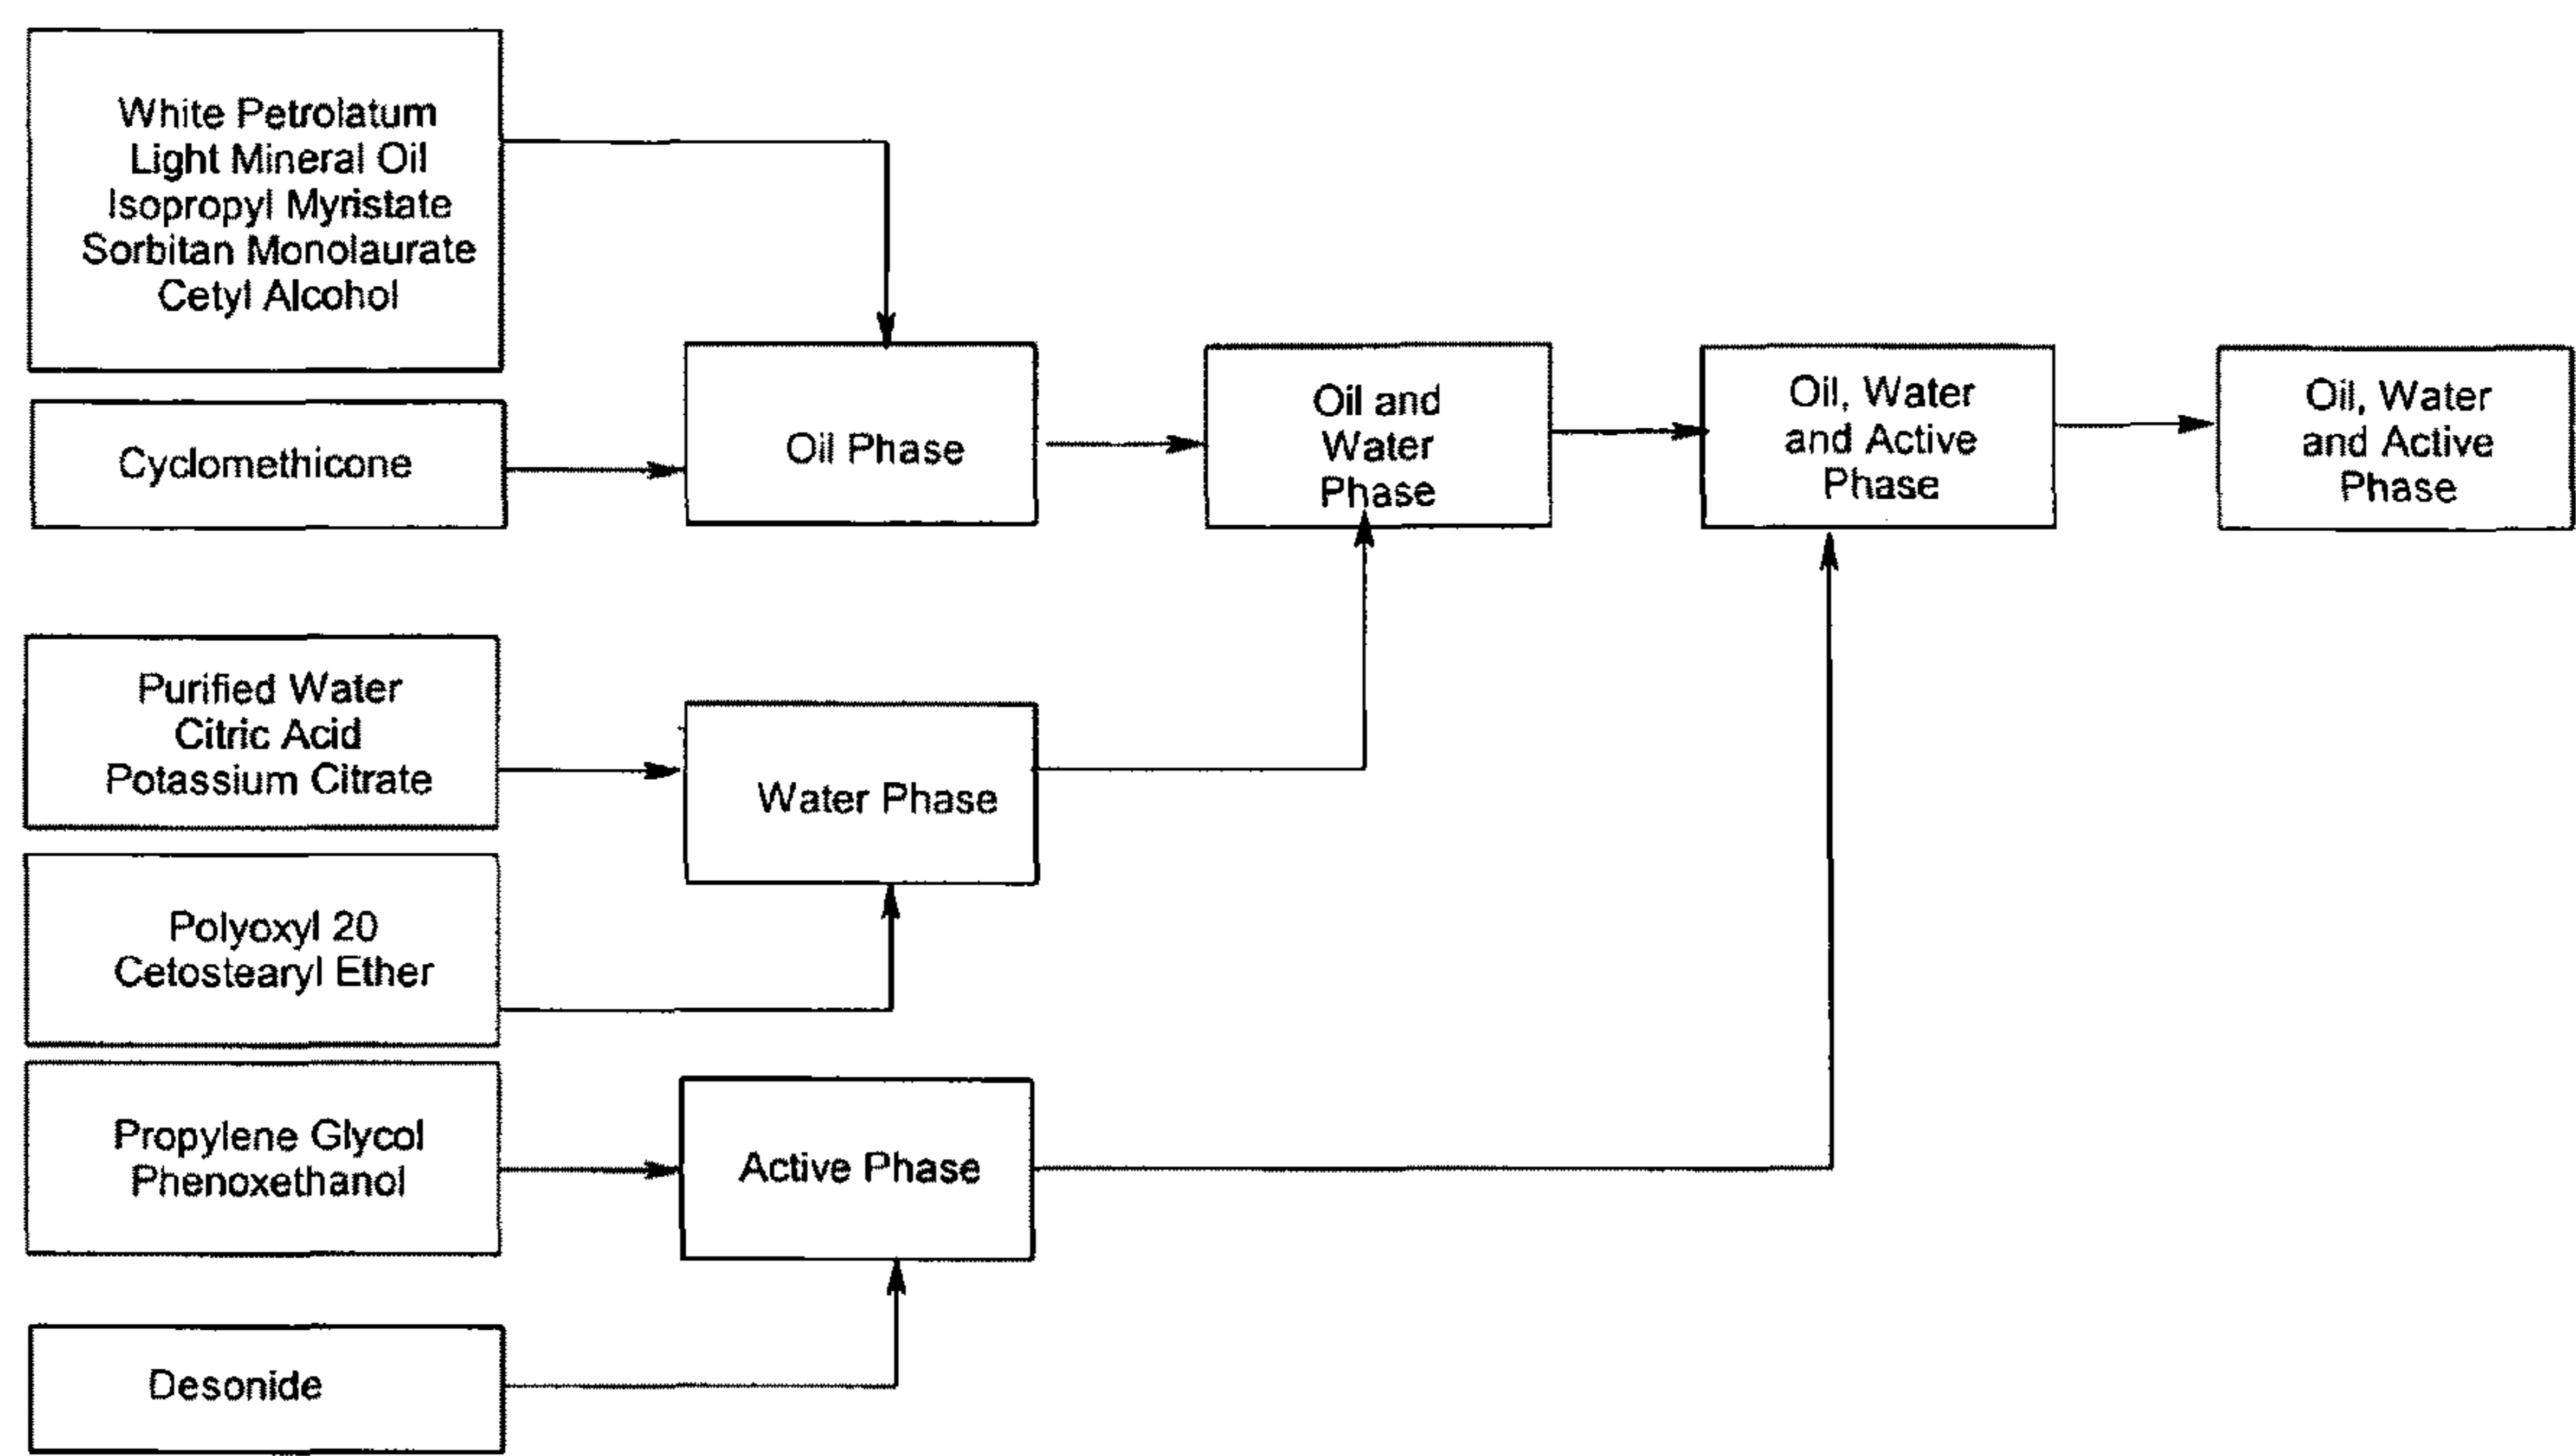 White Petrolatum
Light Mineral Oil
Isopropyl Myristate
Sorbitan Monolaurate
Cetyl Alcohol
Cyclomethicone
Oil Phase
Oil and
Water
Phase
Oil, Water
and Active
Phase
Oil, Water
and Active
Phase
Purified Water
Citric Acid
Potassium Citrate
Water Phase
Polyoxyl 20
Cetostearyl Ether
Propylene Glycol
Phenoxethanol
Active Phase
Desonide